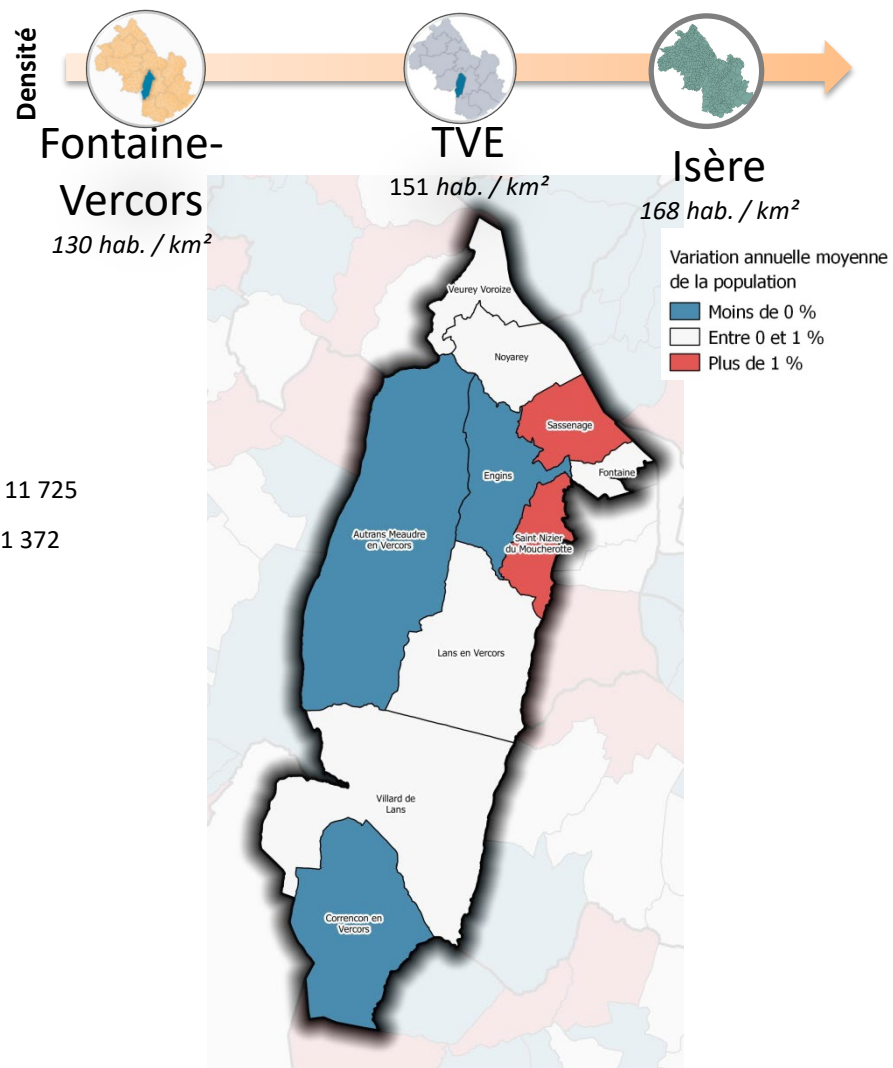 Densité
Fontaine-
Vercors
130 hab. / km²
TVE
151 hab. / km²
Isère
168 hab. / km²
Variation annuelle moyenne
de la population
Moins de 0 %
Entre 0 et 1 %
Plus de 1 %
Veurey Voroize
Noyarey
Sassenage
Fontaine
Engins
11 725
1 372
Autrans Meaudre
en Vercors
Saint Nizier
du Moucherotte
Lans en Vercors
Villard de
Lans
Correncon en
Vercors